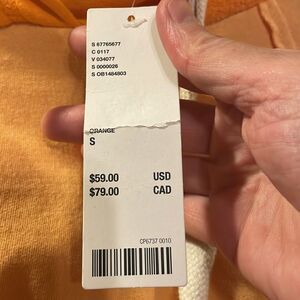 S 67765677
C 0117
V 034077
S 0000026
S OB1484803
ORANGE
S
$59.00 USD
$79.00 CAD
CP6737 0010